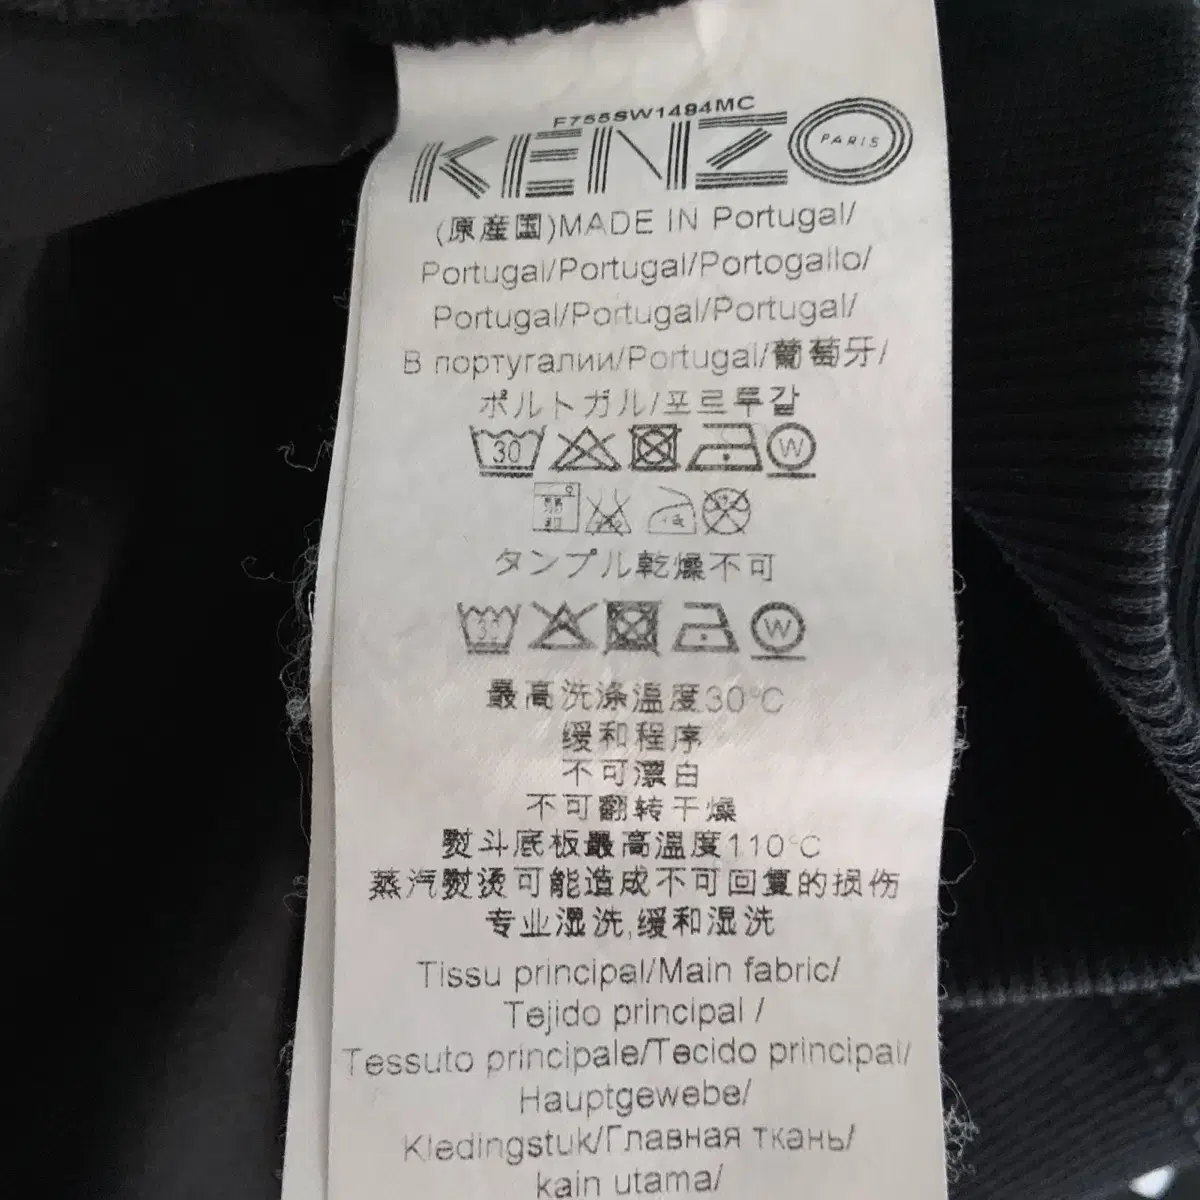 F755SW1484MC
KENZO PARIS
(原産国)MADE IN Portugal/
Portugal/Portugal/Portogallo/
Portugal/Portugal/Portugal/
В португалии/Portugal/葡萄牙/
ポルトガル/포르투갈
30 W
タンプル乾燥不可
30 W
最高洗涤温度30°C
缓和程序
不可漂白
不可翻转干燥
熨斗底板最高温度110°C
蒸汽熨烫可能造成不可回复的损伤
专业湿洗,缓和湿洗
Tissu principal/Main fabric/
Tejido principal /
Tessuto principale/Tecido principal/
Hauptgewebe/
Kledingstuk/Главная ткань/
kain utama/